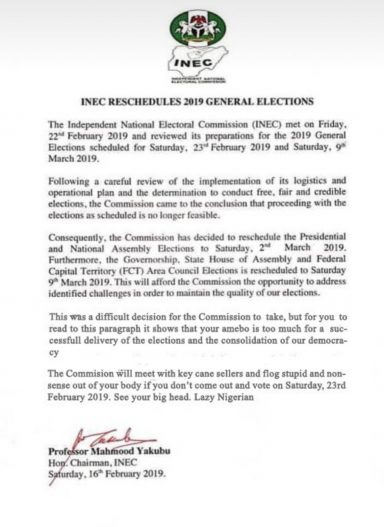 INEC
INDEPENDENT NATIONAL
ELECTORAL COMMISSION
INEC RESCHEDULES 2019 GENERAL ELECTIONS
The Independent National Electoral Commission (INEC) met on Friday,
22nd February 2019 and reviewed its preparations for the 2019 General
Elections scheduled for Saturday, 23rd February 2019 and Saturday, 9th
March 2019.
Following a careful review of the implementation of its logistics and
operational plan and the determination to conduct free, fair and credible
elections, the Commission came to the conclusion that proceeding with the
elections as scheduled is no longer feasible.
Consequently, the Commission has decided to reschedule the Presidential
and National Assembly Elections to Saturday, 2nd March 2019.
Furthermore, the Governorship, State House of Assembly and Federal
Capital Territory (FCT) Area Council Elections is rescheduled to Saturday
9th March 2019. This will afford the Commission the opportunity to address
identified challenges in order to maintain the quality of our elections.
This was a difficult decision for the Commission to take, but for you to
read to this paragraph it shows that your amebo is too much for a suc-
cessfull delivery of the elections and the consolidation of our democra-
cy
The Commision will meet with key cane sellers and flog stupid and non-
sense out of your body if you don't come out and vote on Saturday, 23rd
February 2019. See your big head. Lazy Nigerian
Professor Mahmood Yakubu
Hon. Chairman, INEC
Saturday, 16th February 2019.